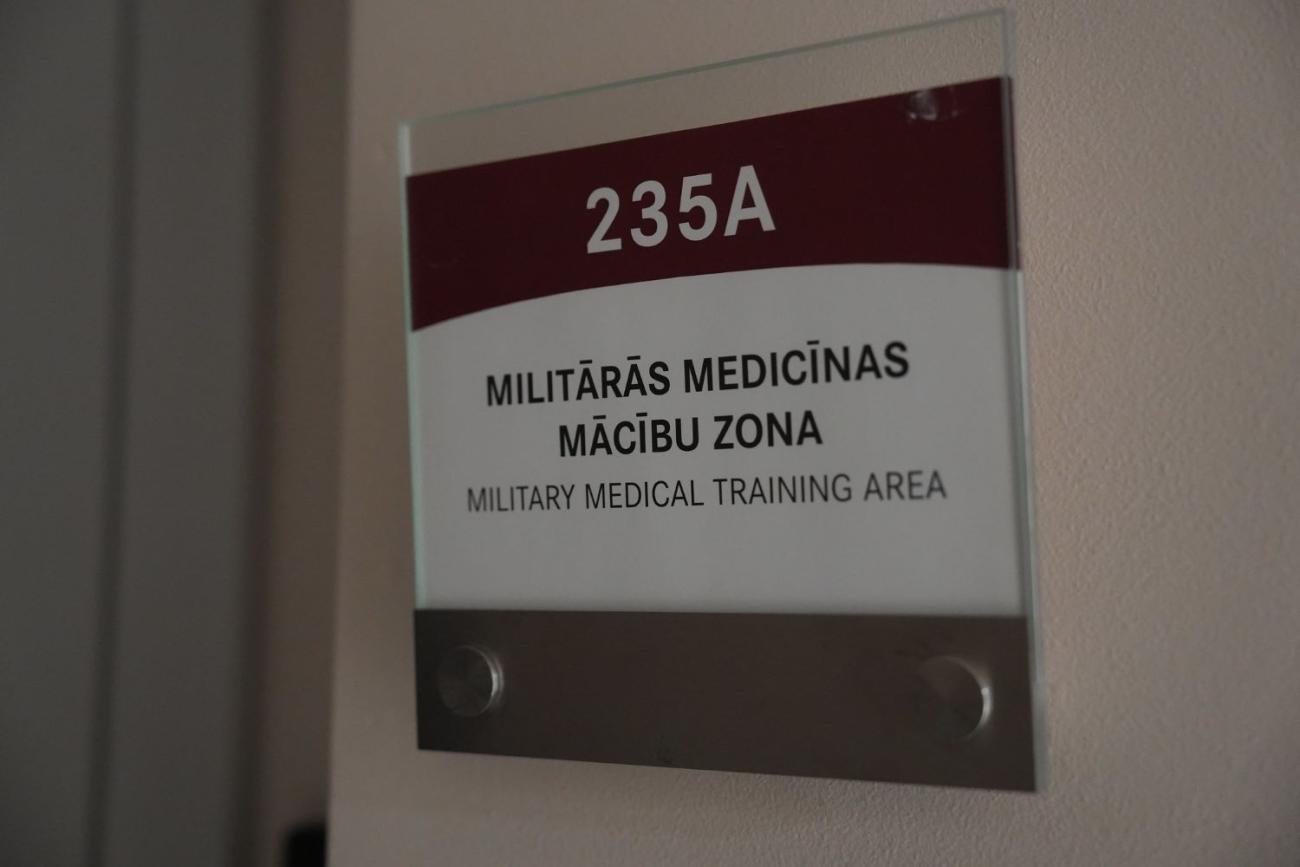 235A
MILITĀRĀS MEDICĪNAS
MĀCĪBU ZONA
MILITARY MEDICAL TRAINING AREA